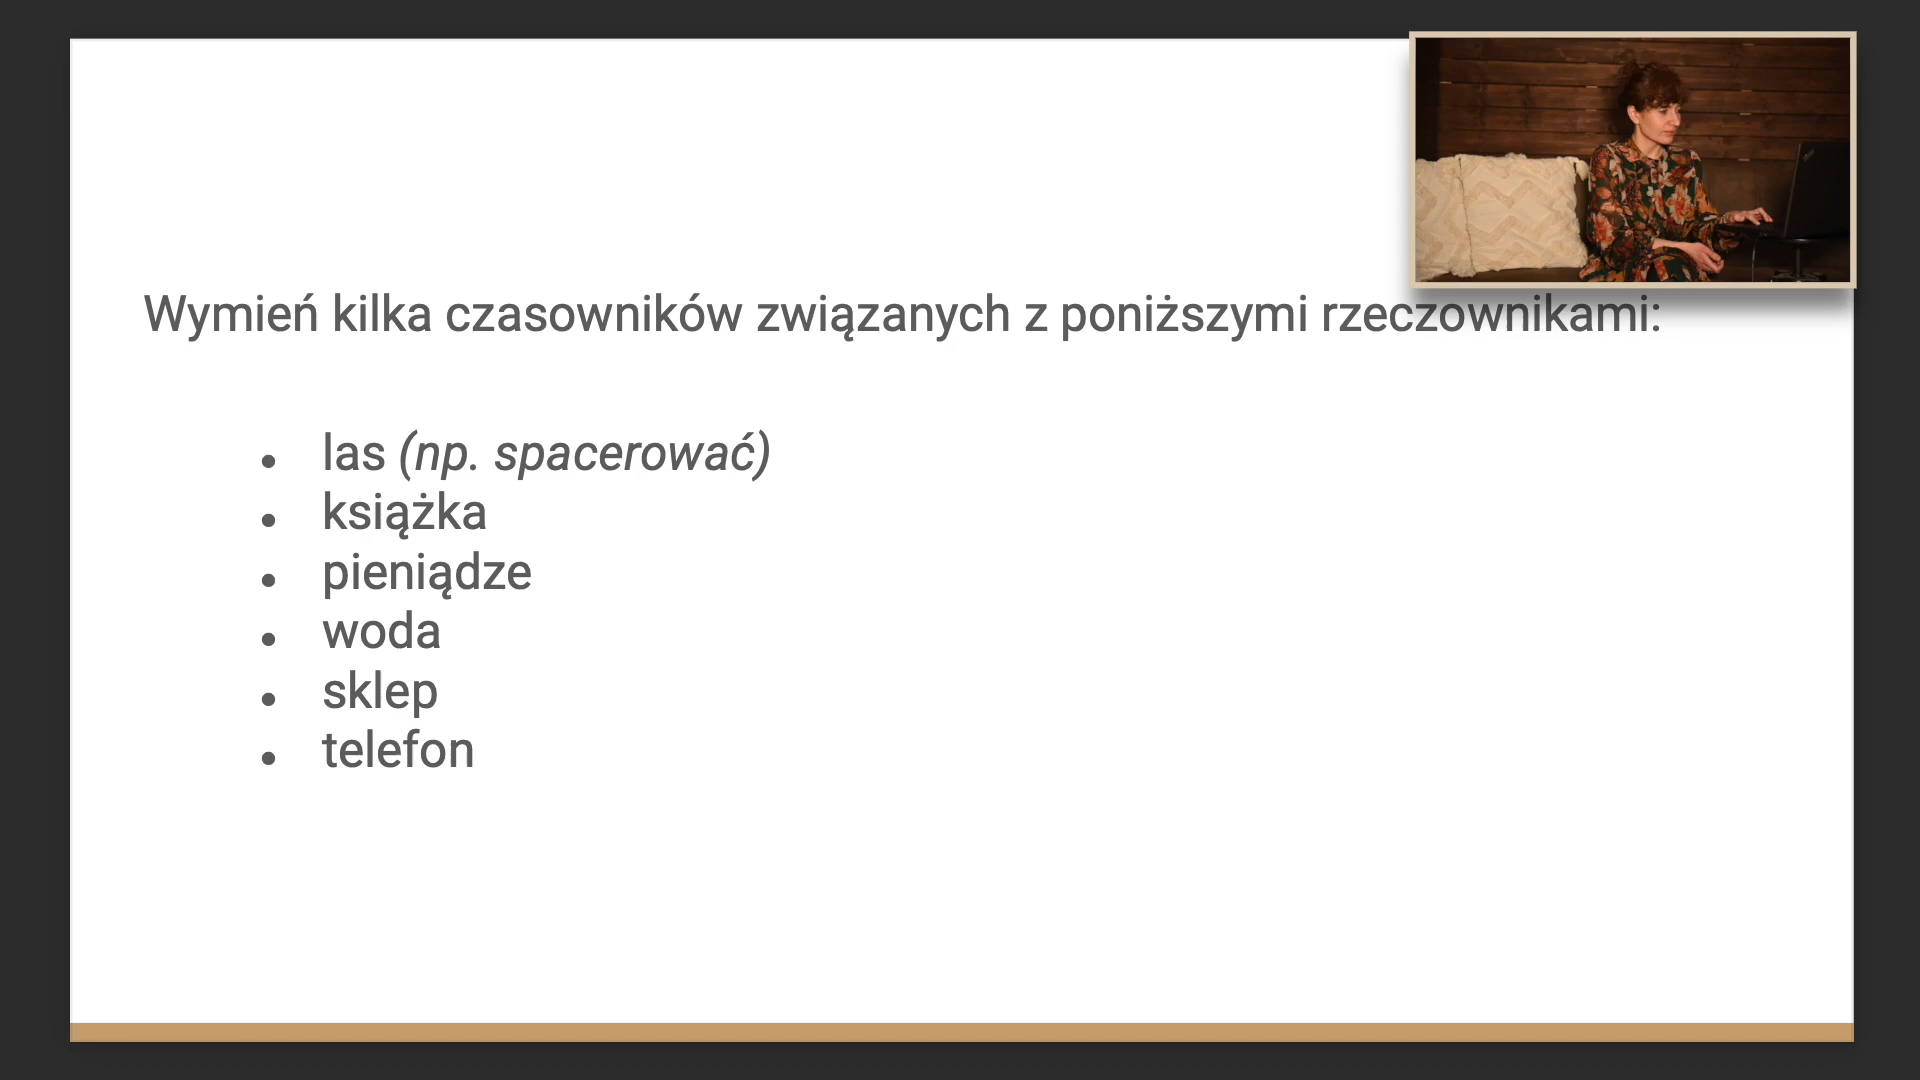 Wymień kilka czasowników związanych z poniższymi rzeczownikami:
● las (np. spacerować)
● książka
● pieniądze
● woda
● sklep
● telefon